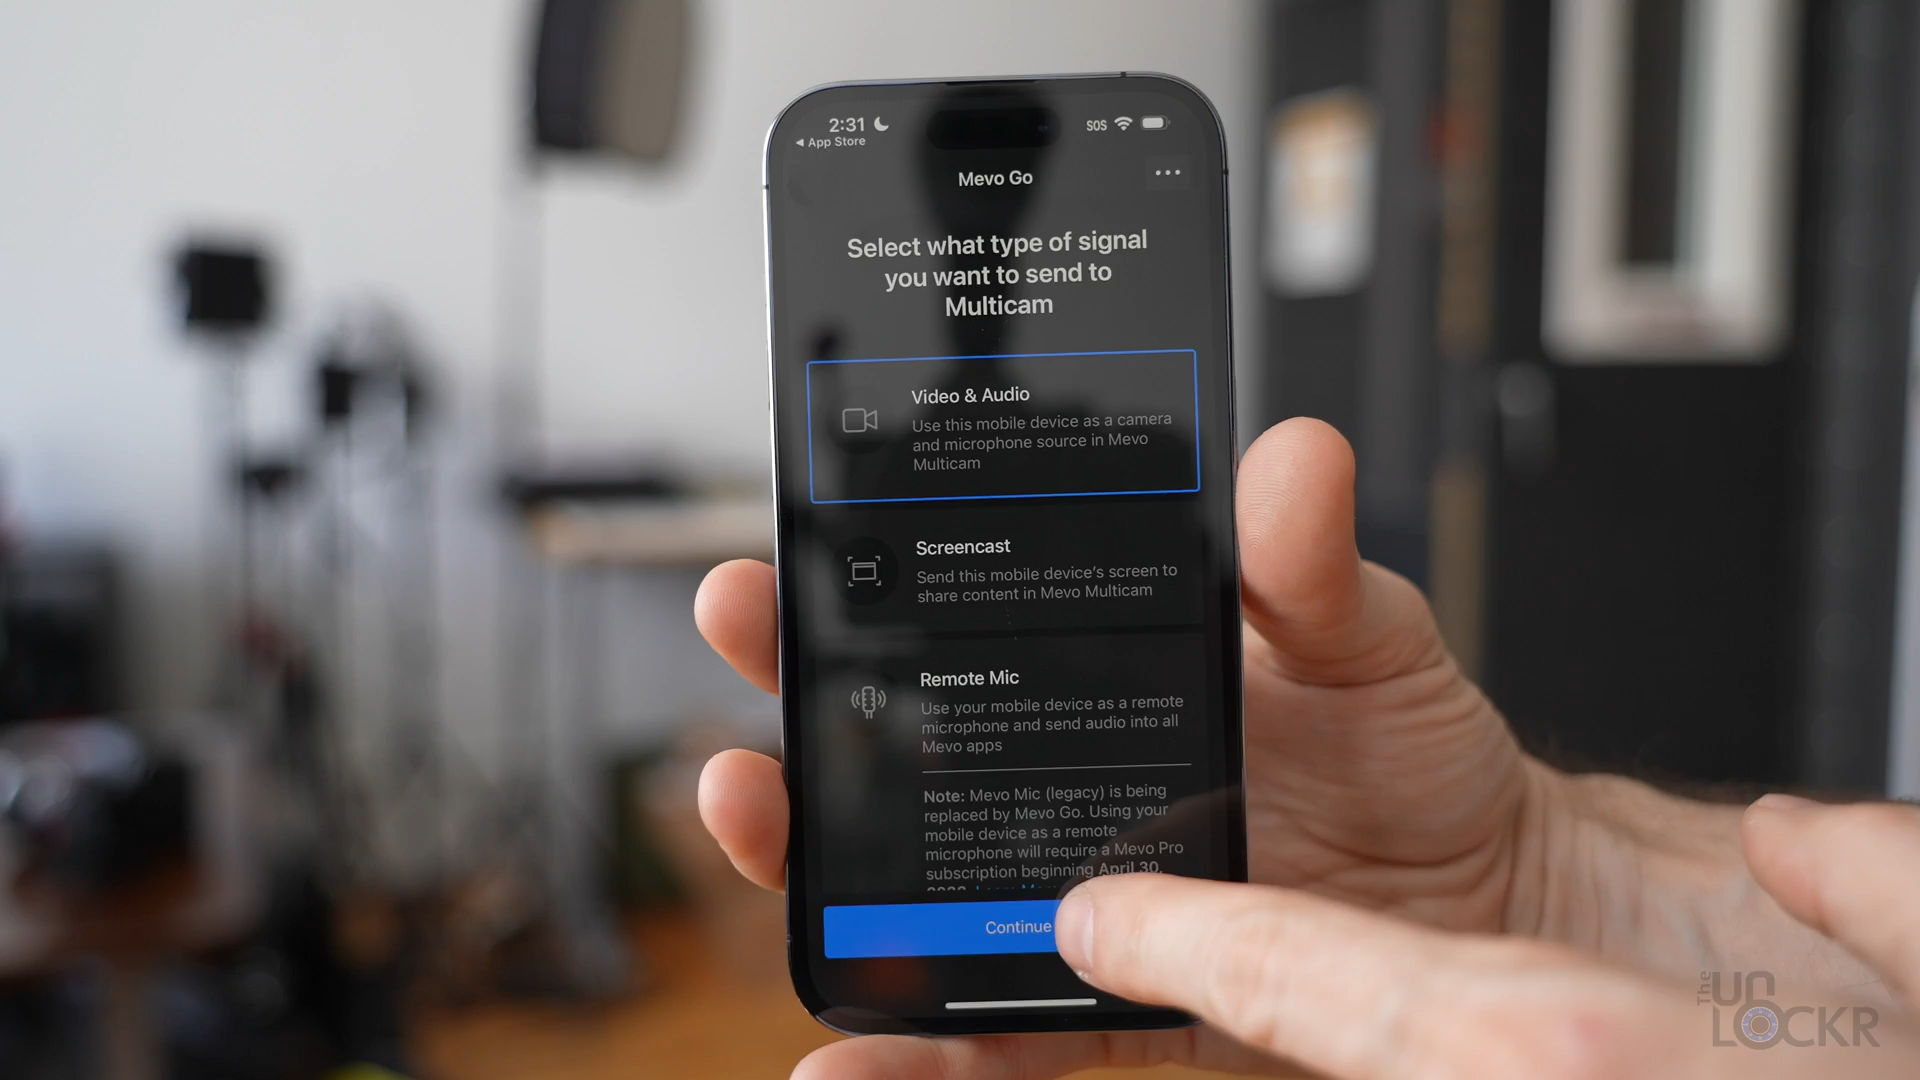 2:31
SOS
◀ App Store
Mevo Go
Select what type of signal
you want to send to
Multicam
Video & Audio
Use this mobile device as a camera
and microphone source in Mevo
Multicam
Screencast
Send this mobile device's screen to
share content in Mevo Multicam
Remote Mic
Use your mobile device as a remote
microphone and send audio into all
Mevo apps
Note: Mevo Mic (legacy) is being
replaced by Mevo Go. Using your
mobile device as a remote
microphone will require a Mevo Pro
subscription beginning April 30,
Continue
The
Un
LOCKR